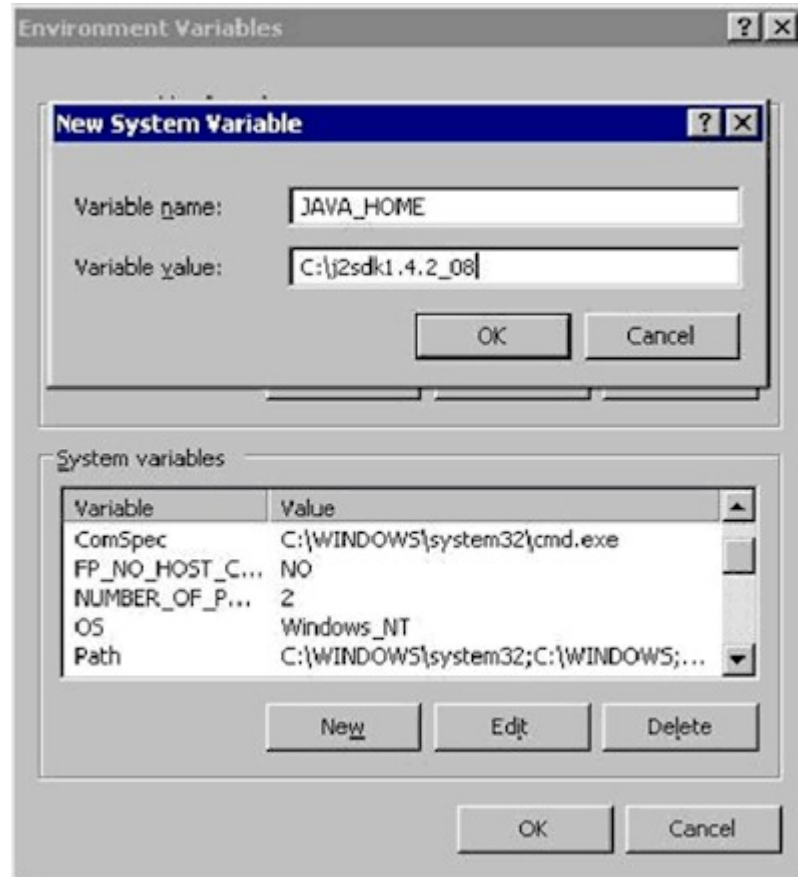 Environment Variables
New System Variable
Variable name:
JAVA_HOME
Variable value:
C:\j2sdk1.4.2_08
OK
Cancel
System variables
Variable
Value
ComSpec
C:\WINDOWS\system32\cmd.exe
FP_NO_HOST_C...
NO
NUMBER_OF_P...
2
OS
Windows_NT
Path
C:\WINDOWS\system32;C:\WINDOWS;...
New
Edit
Delete
OK
Cancel